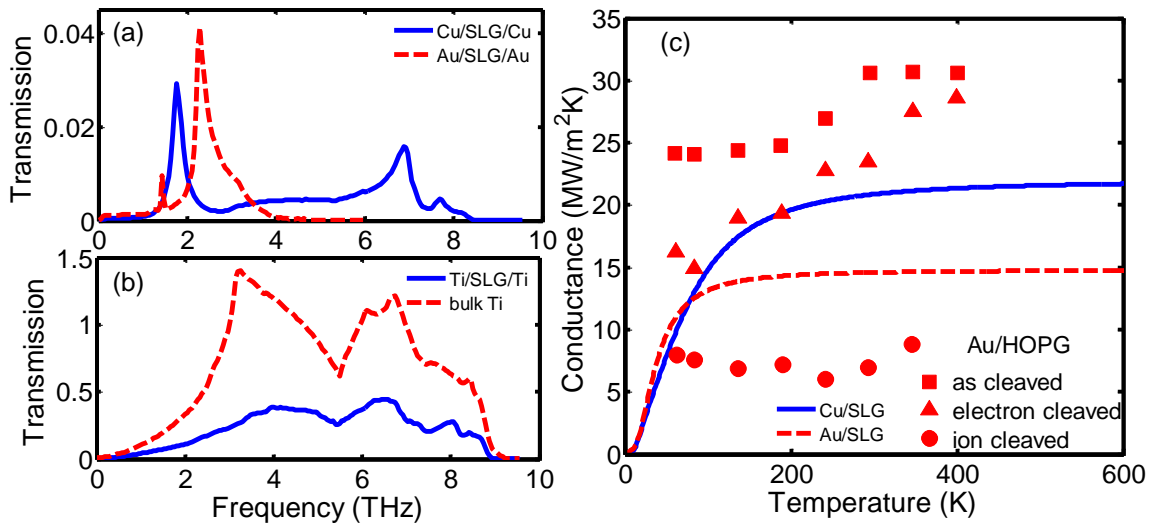 (a)
Cu/SLG/Cu
Au/SLG/Au
0.04
0.02
0
Transmission
0 2 4 6 8 10
(b)
Ti/SLG/Ti
bulk Ti
1.5
1
0.5
0
Transmission
0 2 4 6 8 10
Frequency (THz)
(c)
35
30
25
20
15
10
5
0
Conductance (MW/m²K)
Au/HOPG
as cleaved
electron cleaved
ion cleaved
Cu/SLG
Au/SLG
0 200 400 600
Temperature (K)